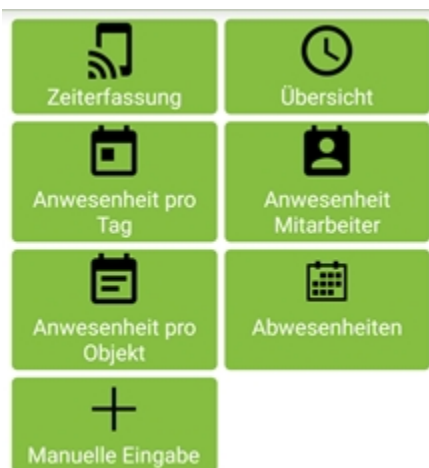 Zeiterfassung
Übersicht
Anwesenheit pro
Tag
Anwesenheit
Mitarbeiter
Anwesenheit pro
Objekt
Abwesenheiten
Manuelle Eingabe